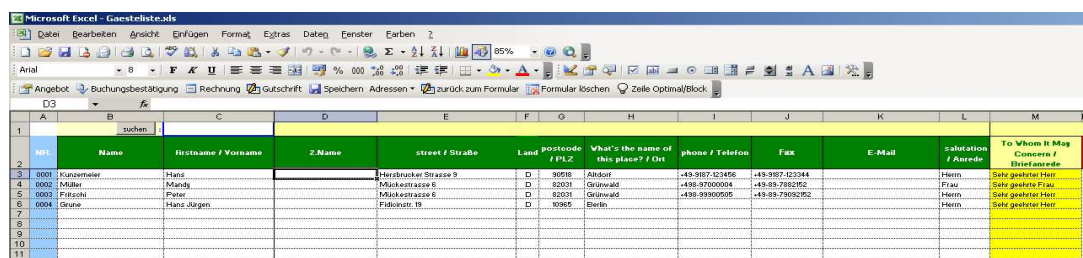 Microsoft Excel - Gaesteliste.xls
Datei Bearbeiten Ansicht Einfügen Format Extras Daten Fenster Farben ?
85%
Arial 8 F K U % 000
Angebot Buchungsbestätigung Rechnung Gutschrift Speichern Adressen zurück zum Formular Formular löschen Zeile Optimal/Block
D3 fx
A B C D E F G H I J K L M
1 suchen
2 NR. Name Firstname / Vorname 2.Name street / Straße Land postcode / PLZ What's the name of this place? / Ort phone / Telefon Fax E-Mail salutation / Anrede To Whom It May Concern / Briefanrede
3 0001 Kunzemeier Hans Hersbrucker Strasse 9 D 90518 Altdorf +49-9187-123456 +49-9187-123344 Herrn Sehr geehrter Herr
4 0002 Müller Mandy Mückestrasse 6 D 82031 Grünwald +498-97000004 +49-89-7882152 Frau Sehr geehrte Frau
5 0003 Fritschi Peter Mückestrasse 6 D 82031 Grünwald +498-99900505 +49-89-79092152 Herrn Sehr geehrter Herr
6 0004 Grune Hans Jürgen Fidicinstr. 19 D 10965 Berlin Herrn Sehr geehrter Herr
7
8
9
10
11